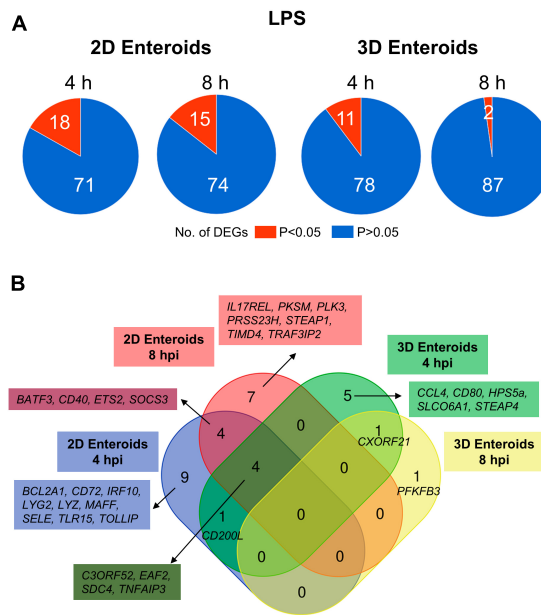 A
LPS
2D Enteroids
3D Enteroids
4 h
8 h
4 h
8 h
18
71
15
74
11
78
2
87
No. of DEGs
P<0.05
P>0.05
B
IL17REL, PKSM, PLK3,
PRSS23H, STEAP1,
TIMD4, TRAF3IP2
2D Enteroids
8 hpi
3D Enteroids
4 hpi
BATF3, CD40, ETS2, SOCS3
CCL4, CD80, HPS5a,
SLCO6A1, STEAP4
2D Enteroids
4 hpi
3D Enteroids
8 hpi
BCL2A1, CD72, IRF10,
LYG2, LYZ, MAFF,
SELE, TLR15, TOLLIP
C3ORF52, EAF2,
SDC4, TNFAIP3
7
5
4
0
1
CXORF21
9
4
0
1
PFKFB3
1
CD200L
0
0
0
0
0